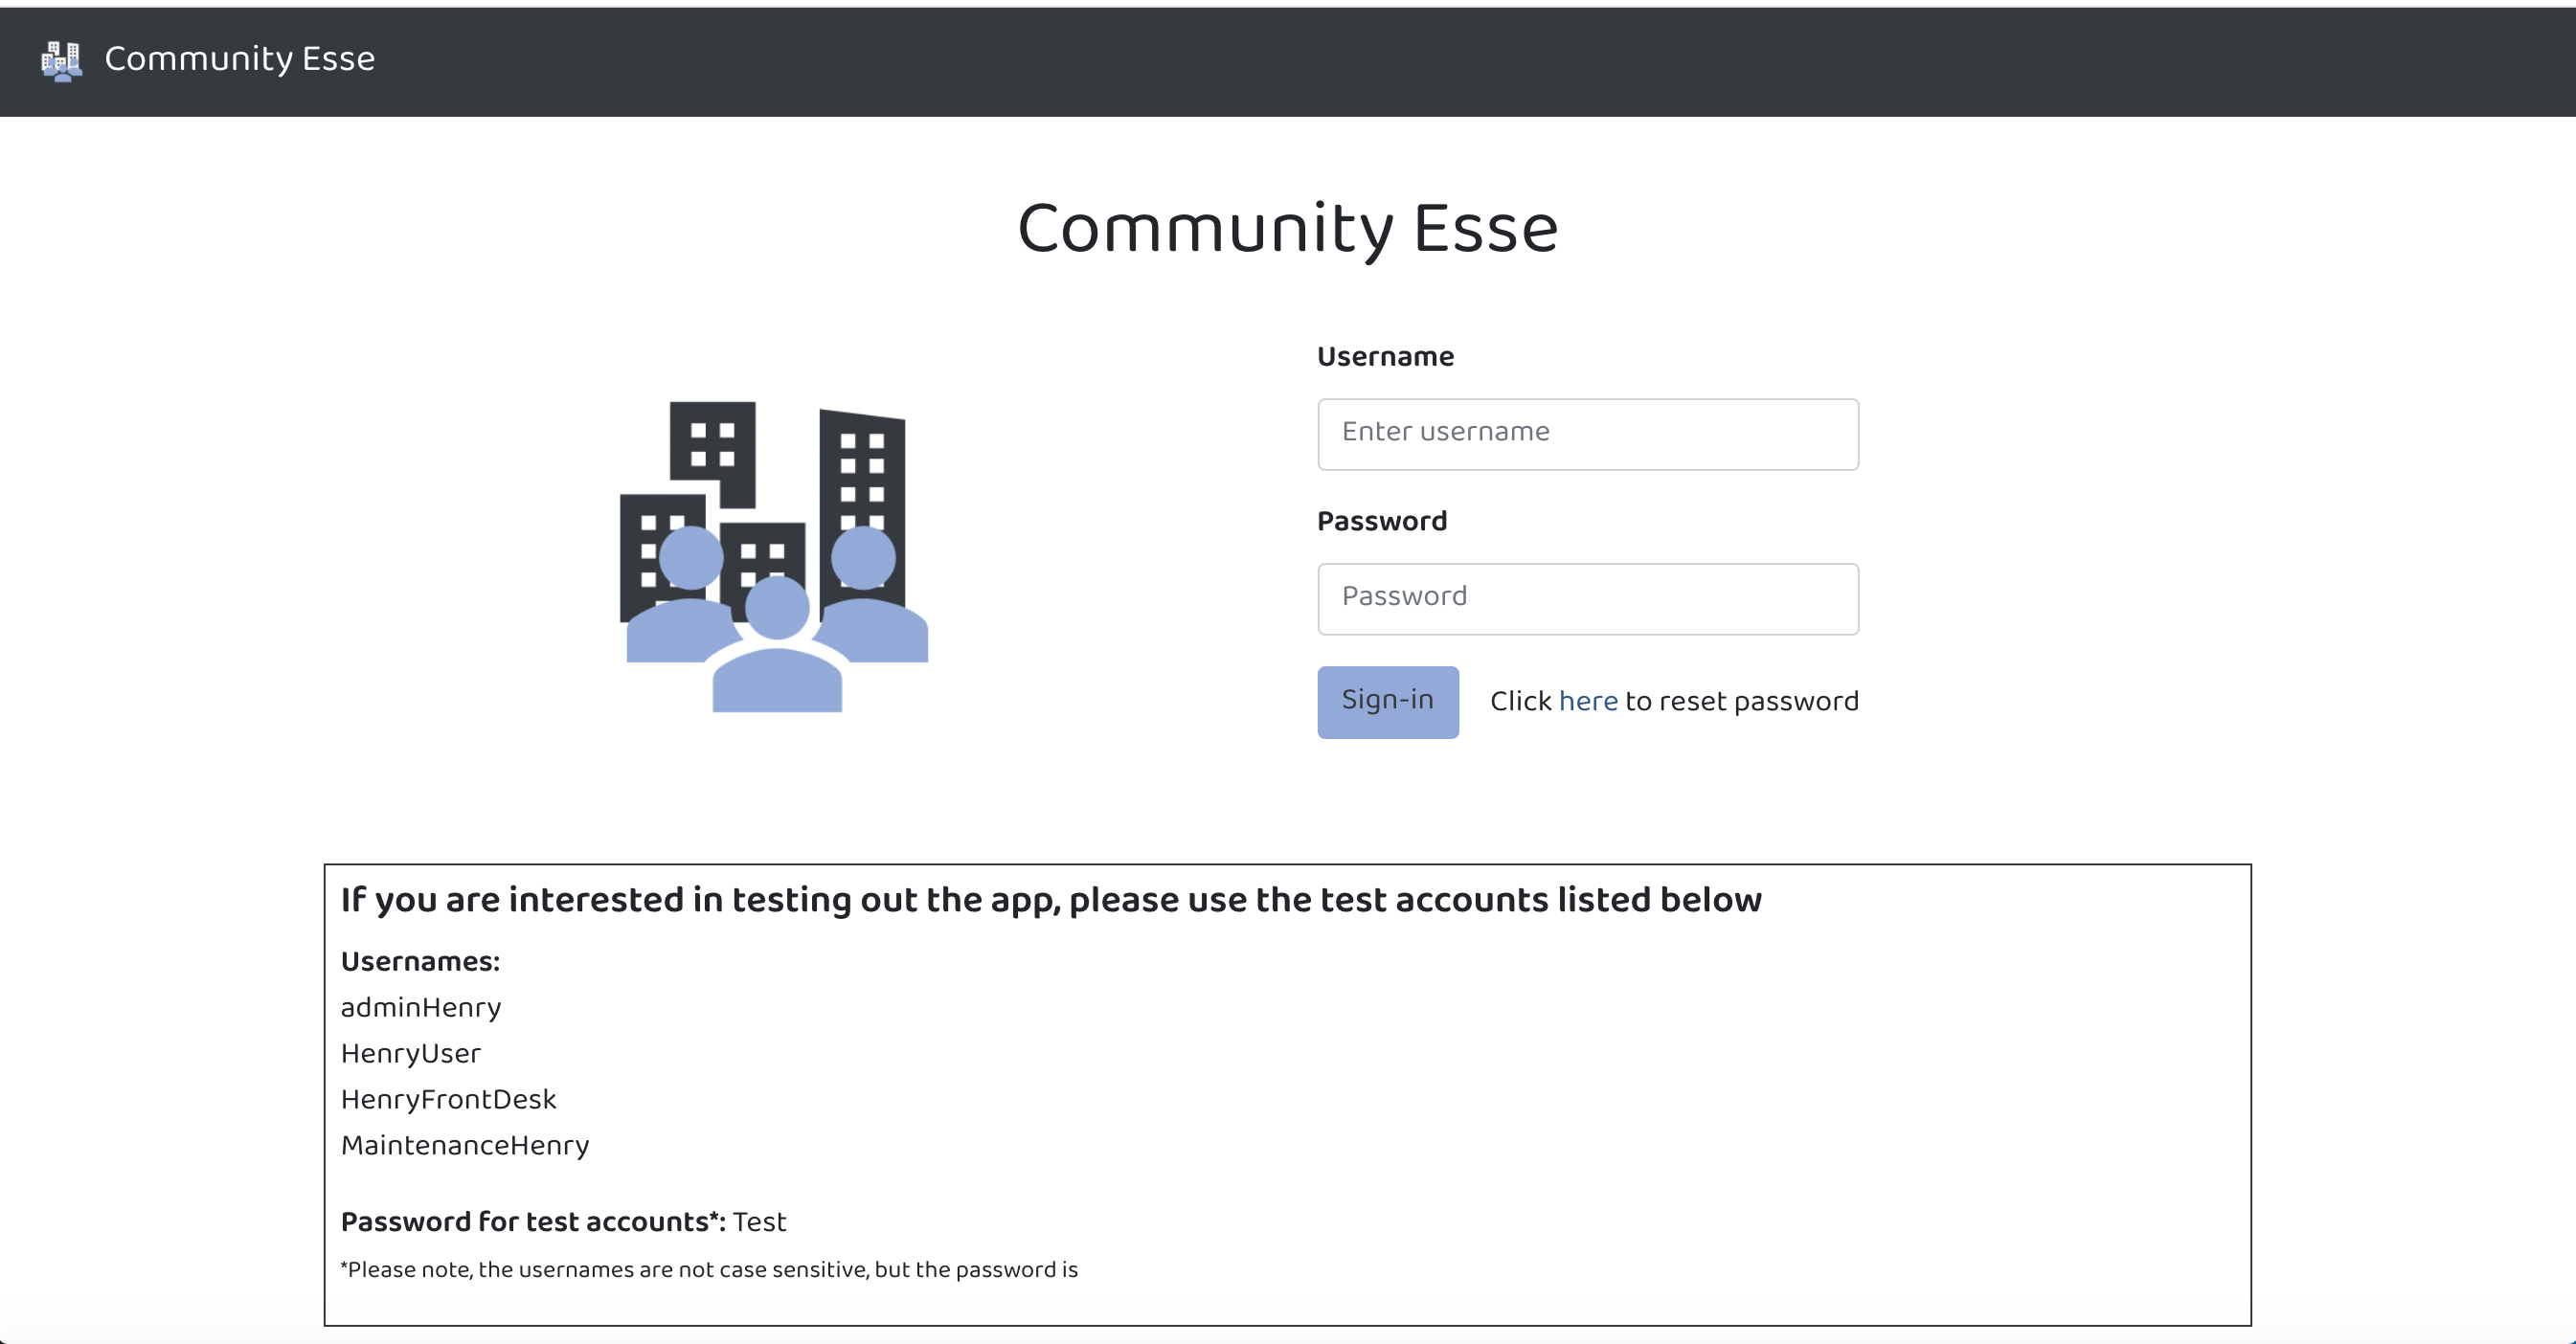 Community Esse
Community Esse
Username
Enter username
Password
Password
Sign-in Click here to reset password
If you are interested in testing out the app, please use the test accounts listed below
Usernames:
adminHenry
HenryUser
HenryFrontDesk
MaintenanceHenry
Password for test accounts*: Test
*Please note, the usernames are not case sensitive, but the password is